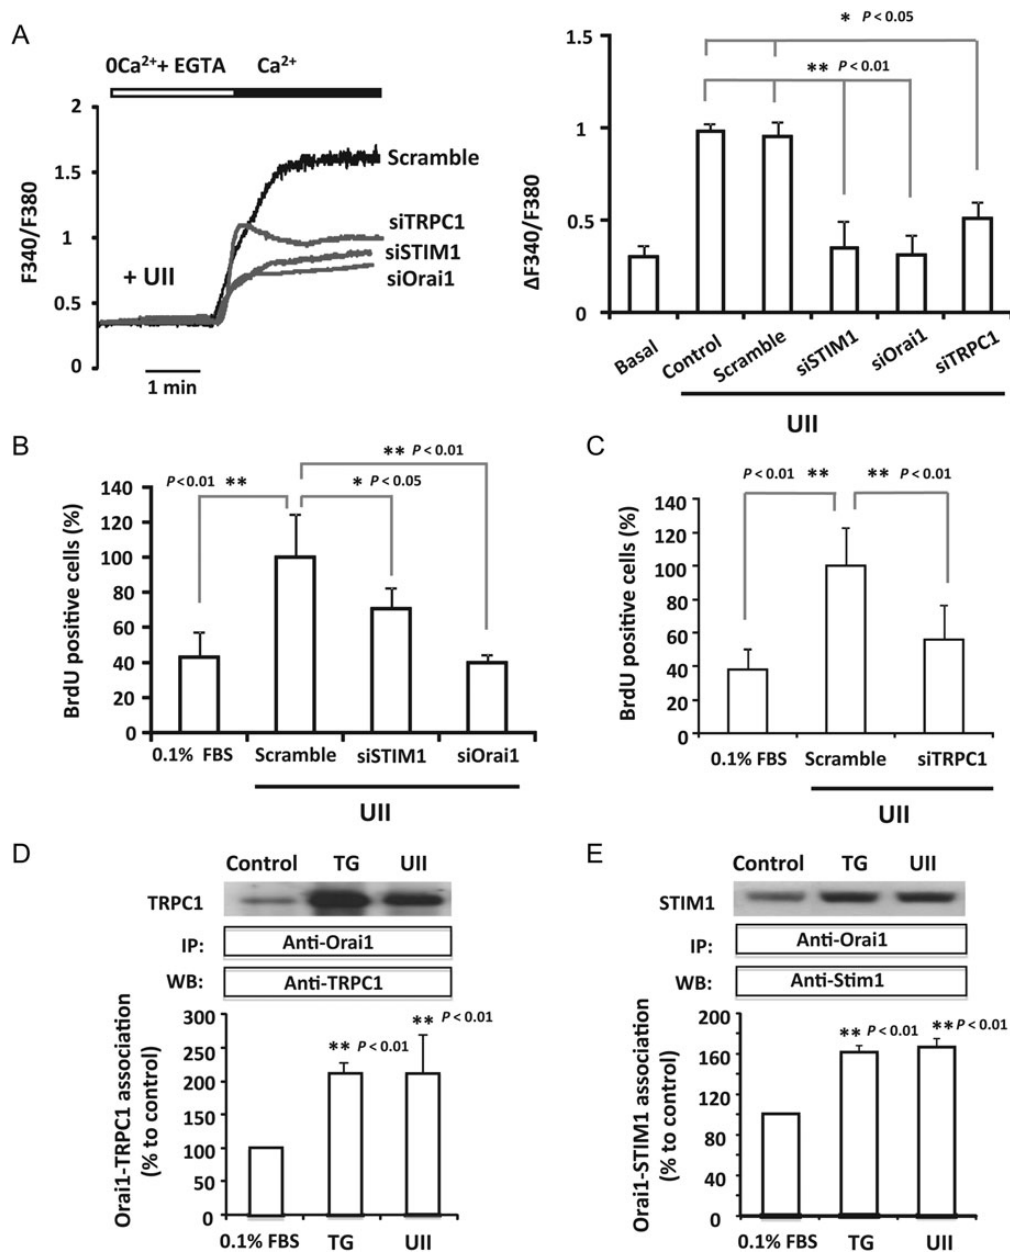 A
0Ca²⁺+ EGTA Ca²⁺
2
1.5
1
0.5
0
F340/F380
+ UII
Scramble
siTRPC1
siSTIM1
siOrai1
1 min
* P < 0.05
** P < 0.01
1.5
1
0.5
0
ΔF340/F380
Basal Control Scramble siSTIM1 siOrai1 siTRPC1
UII
B
** P < 0.01
P < 0.01 ** * P < 0.05
140
120
100
80
60
40
20
0
BrdU positive cells (%)
0.1% FBS Scramble siSTIM1 siOrai1
UII
C
P < 0.01 ** ** P < 0.01
140
120
100
80
60
40
20
0
BrdU positive cells (%)
0.1% FBS Scramble siTRPC1
UII
D
Control TG UII
TRPC1
IP: Anti-Orai1
WB: Anti-TRPC1
300
250
200
150
100
50
0
Orai1-TRPC1 association
(% to control)
** P < 0.01
** P < 0.01
0.1% FBS TG UII
E
Control TG UII
STIM1
IP: Anti-Orai1
WB: Anti-Stim1
200
160
120
80
40
0
Orai1-STIM1 association
(% to control)
** P < 0.01 ** P < 0.01
0.1% FBS TG UII